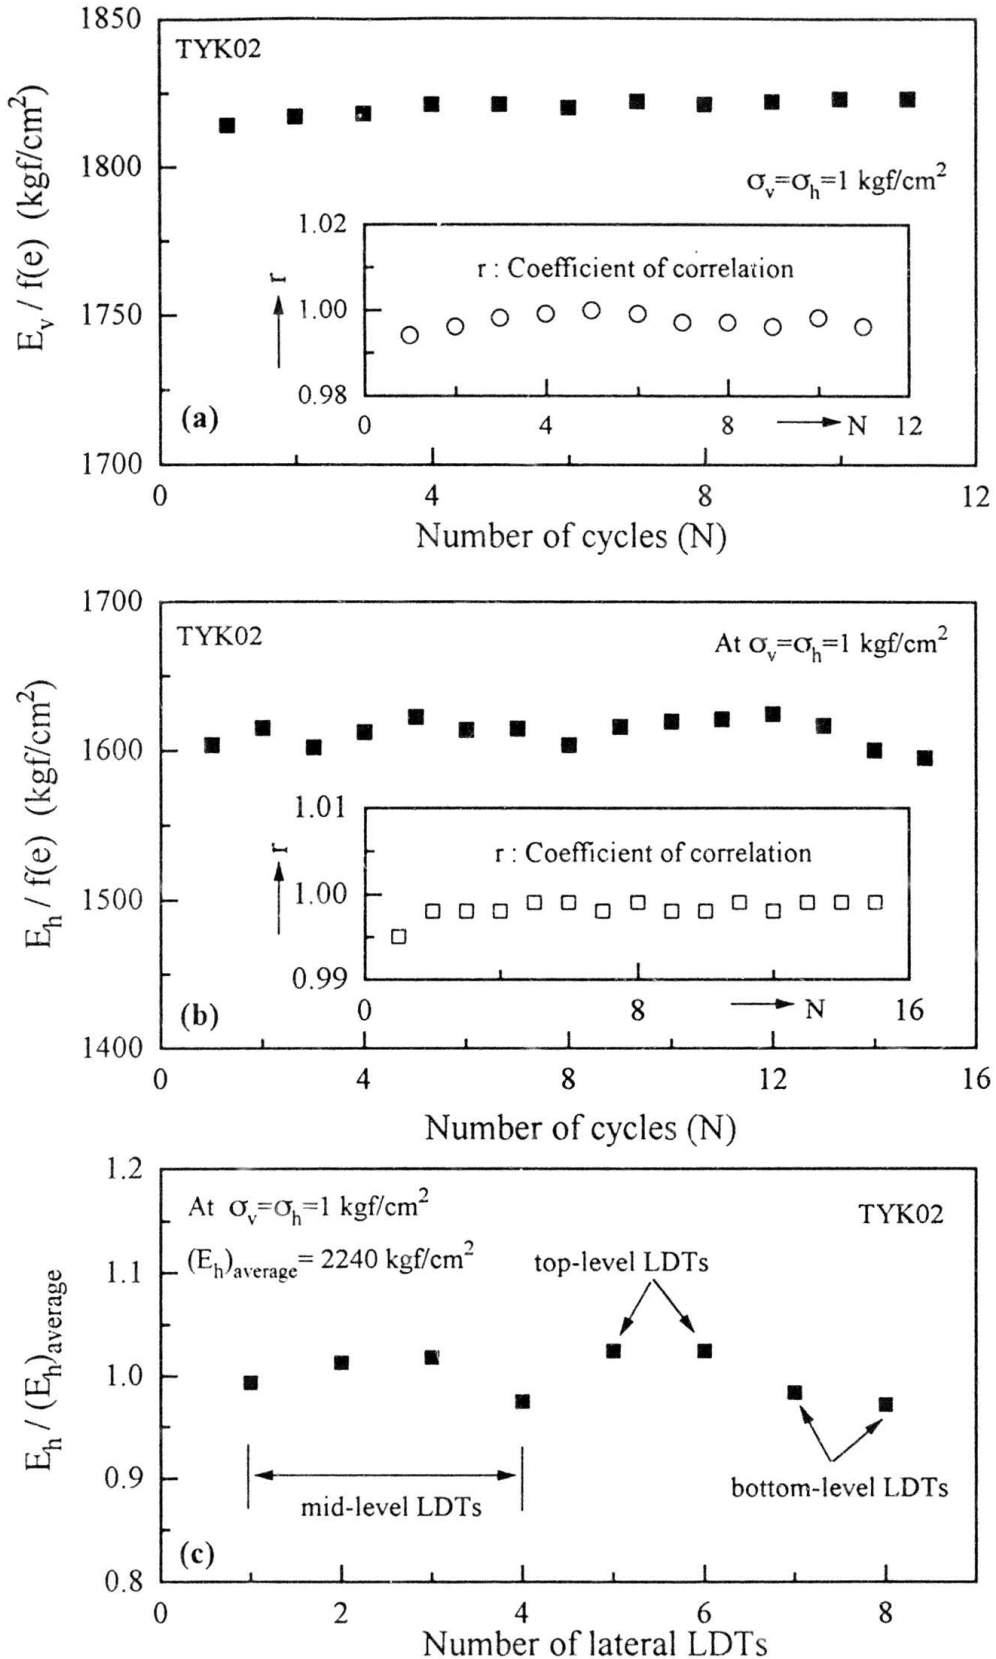 1850
TYK02
1800
σv=σh=1 kgf/cm2
1.02
r : Coefficient of correlation
r
1.00
1750
0.98
0 4 8 N 12
(a)
1700
0 4 8 12
Number of cycles (N)
Ev / f(e) (kgf/cm2)
1700
TYK02
At σv=σh=1 kgf/cm2
1600
1.01
r : Coefficient of correlation
r
1.00
1500
0.99
0 8 N 16
(b)
1400
0 4 8 12 16
Number of cycles (N)
Eh / f(e) (kgf/cm2)
1.2
At σv=σh=1 kgf/cm2
TYK02
(Eh)average= 2240 kgf/cm2
top-level LDTs
1.1
1.0
0.9
mid-level LDTs
bottom-level LDTs
(c)
0.8
0 2 4 6 8
Number of lateral LDTs
Eh / (Eh)average